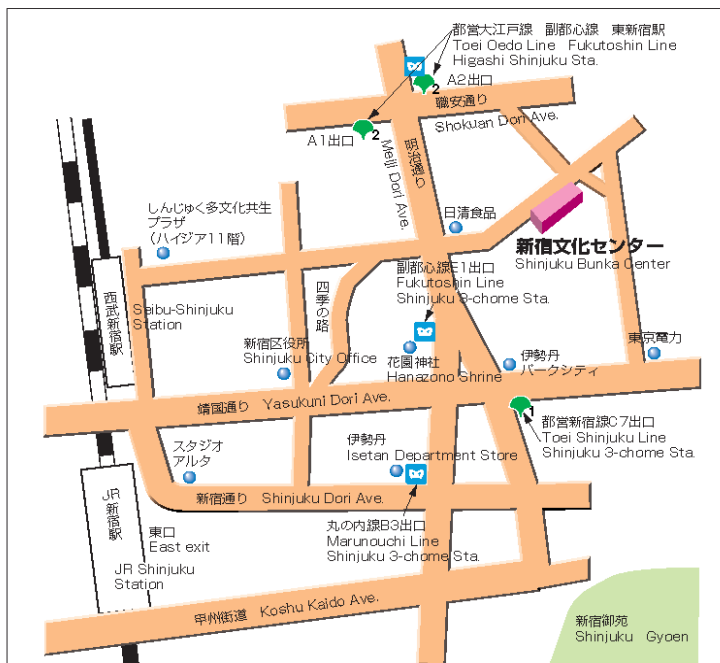 都営大江戸線 副都心線 東新宿駅
Toei Oedo Line Fukutoshin Line
Higashi Shinjuku Sta.
A2出口
2
職安通り
Shokuan Dori Ave.
A1出口
2
明治通り
Meiji Dori Ave.
日清食品
しんじゅく多文化共生
プラザ
(ハイジア11階)
新宿文化センター
Shinjuku Bunka Center
副都心線E1出口
Fukutoshin Line
Shinjuku 3-chome Sta.
四季の路
西武新宿駅
Seibu-Shinjuku
Station
新宿区役所
Shinjuku City Office
花園神社
Hanazono Shrine
伊勢丹
パークシティ
東京電力
靖国通り Yasukuni Dori Ave.
1
都営新宿線C7出口
Toei Shinjuku Line
Shinjuku 3-chome Sta.
スタジオ
アルタ
伊勢丹
Isetan Department Store
新宿通り Shinjuku Dori Ave.
JR新宿駅
東口
East exit
JR Shinjuku
Station
丸の内線B3出口
Marunouchi Line
Shinjuku 3-chome Sta.
甲州街道 Koshu Kaido Ave.
新宿御苑
Shinjuku Gyoen